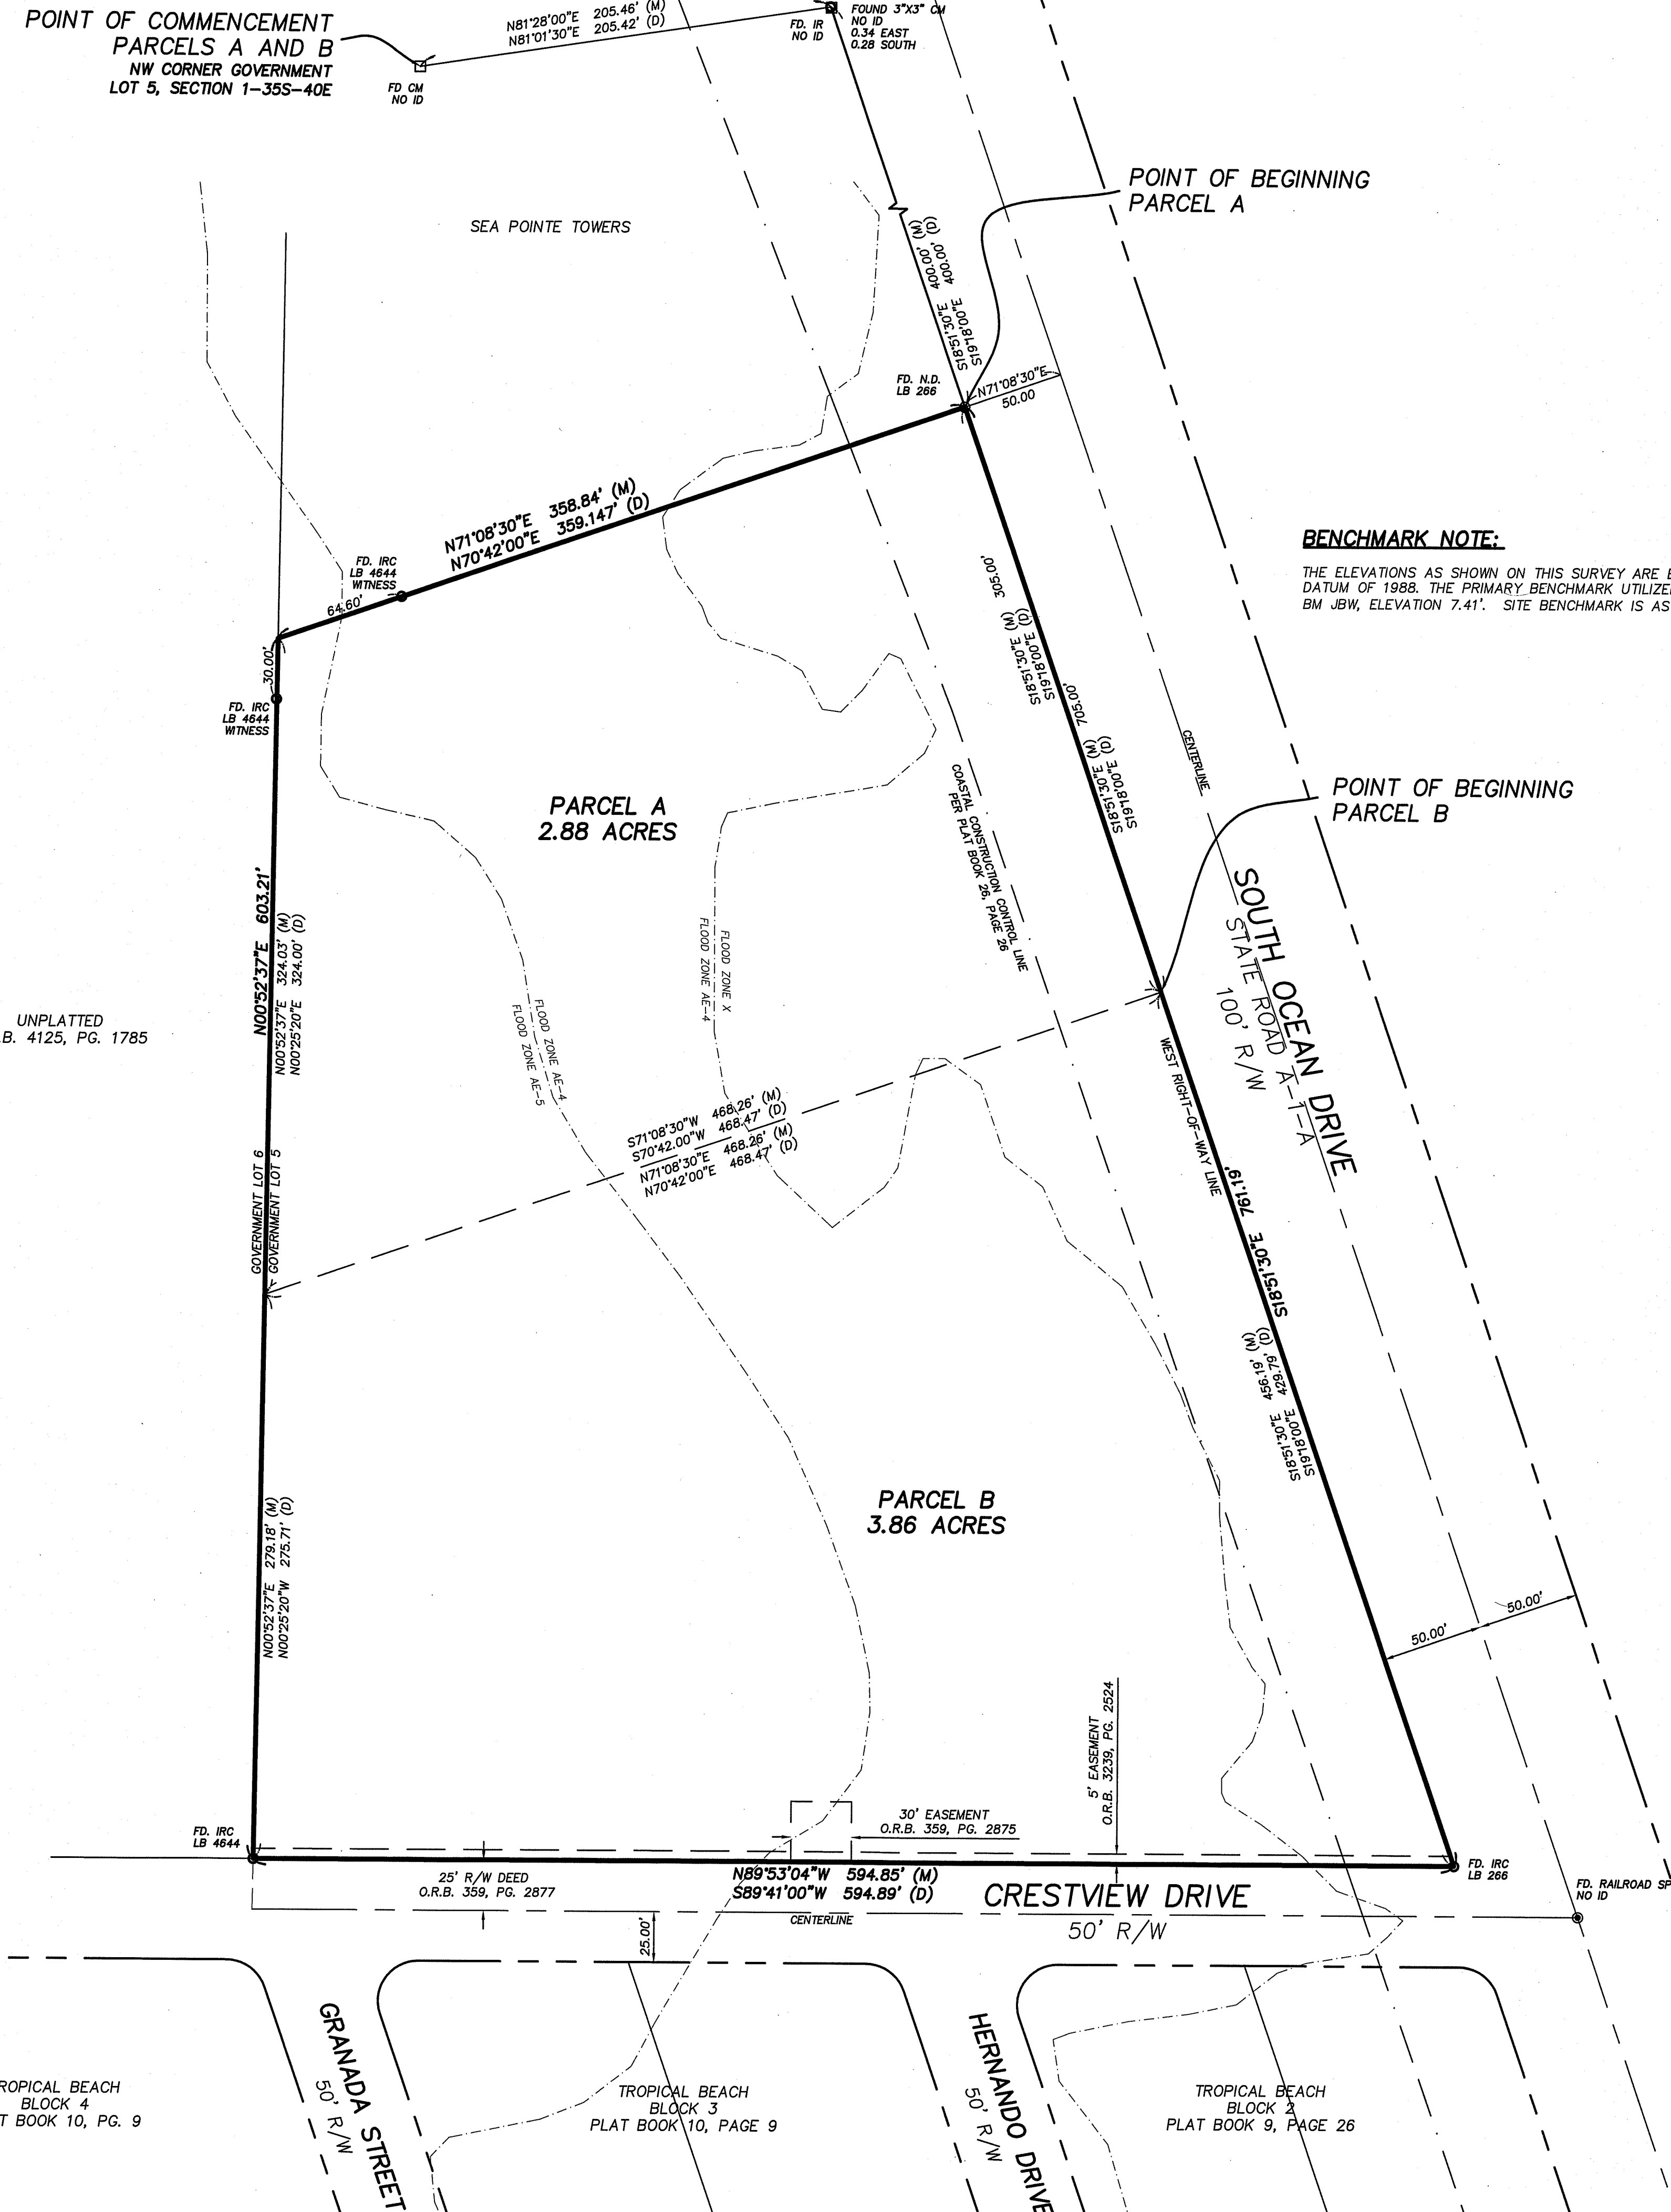 POINT OF COMMENCEMENT
PARCELS A AND B
NW CORNER GOVERNMENT
LOT 5, SECTION 1-35S-40E
FD CM
NO ID
N81°28'00"E 205.46' (M)
N81°01'30"E 205.42' (D)
FD. IR
NO ID
FOUND 3"X3" CM
NO ID
0.34 EAST
0.28 SOUTH
POINT OF BEGINNING
PARCEL A
SEA POINTE TOWERS
S18°51'30"E 400.00' (M)
S19°18'00"E 400.00' (D)
FD. N.D.
LB 266
N71°08'30"E
50.00
N71°08'30"E 358.84' (M)
N70°42'00"E 359.147' (D)
FD. IRC
LB 4644
WITNESS
64.60'
30.00'
FD. IRC
LB 4644
WITNESS
BENCHMARK NOTE:
THE ELEVATIONS AS SHOWN ON THIS SURVEY ARE
DATUM OF 1988. THE PRIMARY BENCHMARK UTILIZE
BM JBW, ELEVATION 7.41'. SITE BENCHMARK IS AS
305.00'
S18°51'30"E (M)
S19°18'00"E (D)
705.00'
S18°51'30"E (M)
S19°18'00"E (D)
CENTERLINE
POINT OF BEGINNING
PARCEL B
PARCEL A
2.88 ACRES
COASTAL CONSTRUCTION CONTROL LINE
PER PLAT BOOK 26, PAGE 26
SOUTH OCEAN DRIVE
STATE ROAD A-1-A
100' R/W
N00°52'37"E 603.21'
N00°52'37"E 324.03' (M)
N00°25'20"E 324.00' (D)
FLOOD ZONE X
FLOOD ZONE AE-4
FLOOD ZONE AE-4
FLOOD ZONE AE-5
UNPLATTED
B. 4125, PG. 1785
WEST RIGHT-OF-WAY LINE
S71°08'30"W 468.26' (M)
S70°42.00"W 468.47' (D)
N71°08'30"E 468.26' (M)
N70°42'00"E 468.47' (D)
GOVERNMENT LOT 6
GOVERNMENT LOT 5
S18°51'30"E 761.19'
S18°51'30"E 456.19' (M)
S19°18'00"E 429.79' (D)
PARCEL B
3.86 ACRES
N00°52'37"E 279.18' (M)
N00°25'20"W 275.71' (D)
50.00'
50.00'
5' EASEMENT
O.R.B. 3239, PG. 2524
30' EASEMENT
O.R.B. 359, PG. 2875
FD. IRC
LB 4644
25' R/W DEED
O.R.B. 359, PG. 2877
N89°53'04"W 594.85' (M)
S89°41'00"W 594.89' (D)
CENTERLINE
CRESTVIEW DRIVE
50' R/W
FD. IRC
LB 266
FD. RAILROAD SP
NO ID
25.00'
GRANADA STREET
50' R/W
HERNANDO DRIVE
50' R/W
ROPICAL BEACH
BLOCK 4
T BOOK 10, PG. 9
TROPICAL BEACH
BLOCK 3
PLAT BOOK 10, PAGE 9
TROPICAL BEACH
BLOCK 2
PLAT BOOK 9, PAGE 26